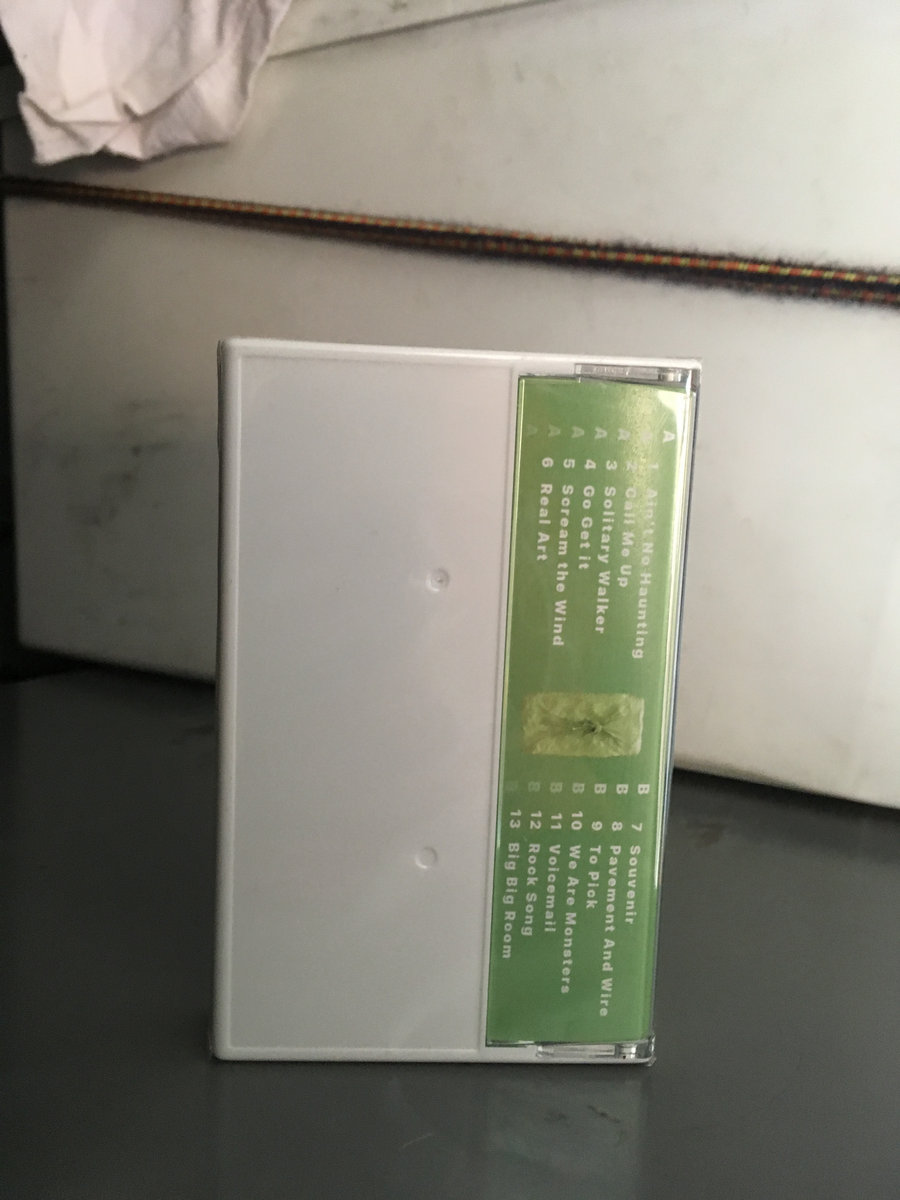 A 1 Ain't No Haunting
A 2 Call Me Up
A 3 Solitary Walker
A 4 Go Get it
A 5 Scream the Wind
A 6 Real Art
B 7 Souvenir
B 8 Pavement And Wire
B 9 To Pick
B 10 We Are Monsters
B 11 Voicemail
B 12 Rock Song
B 13 Big Big Room